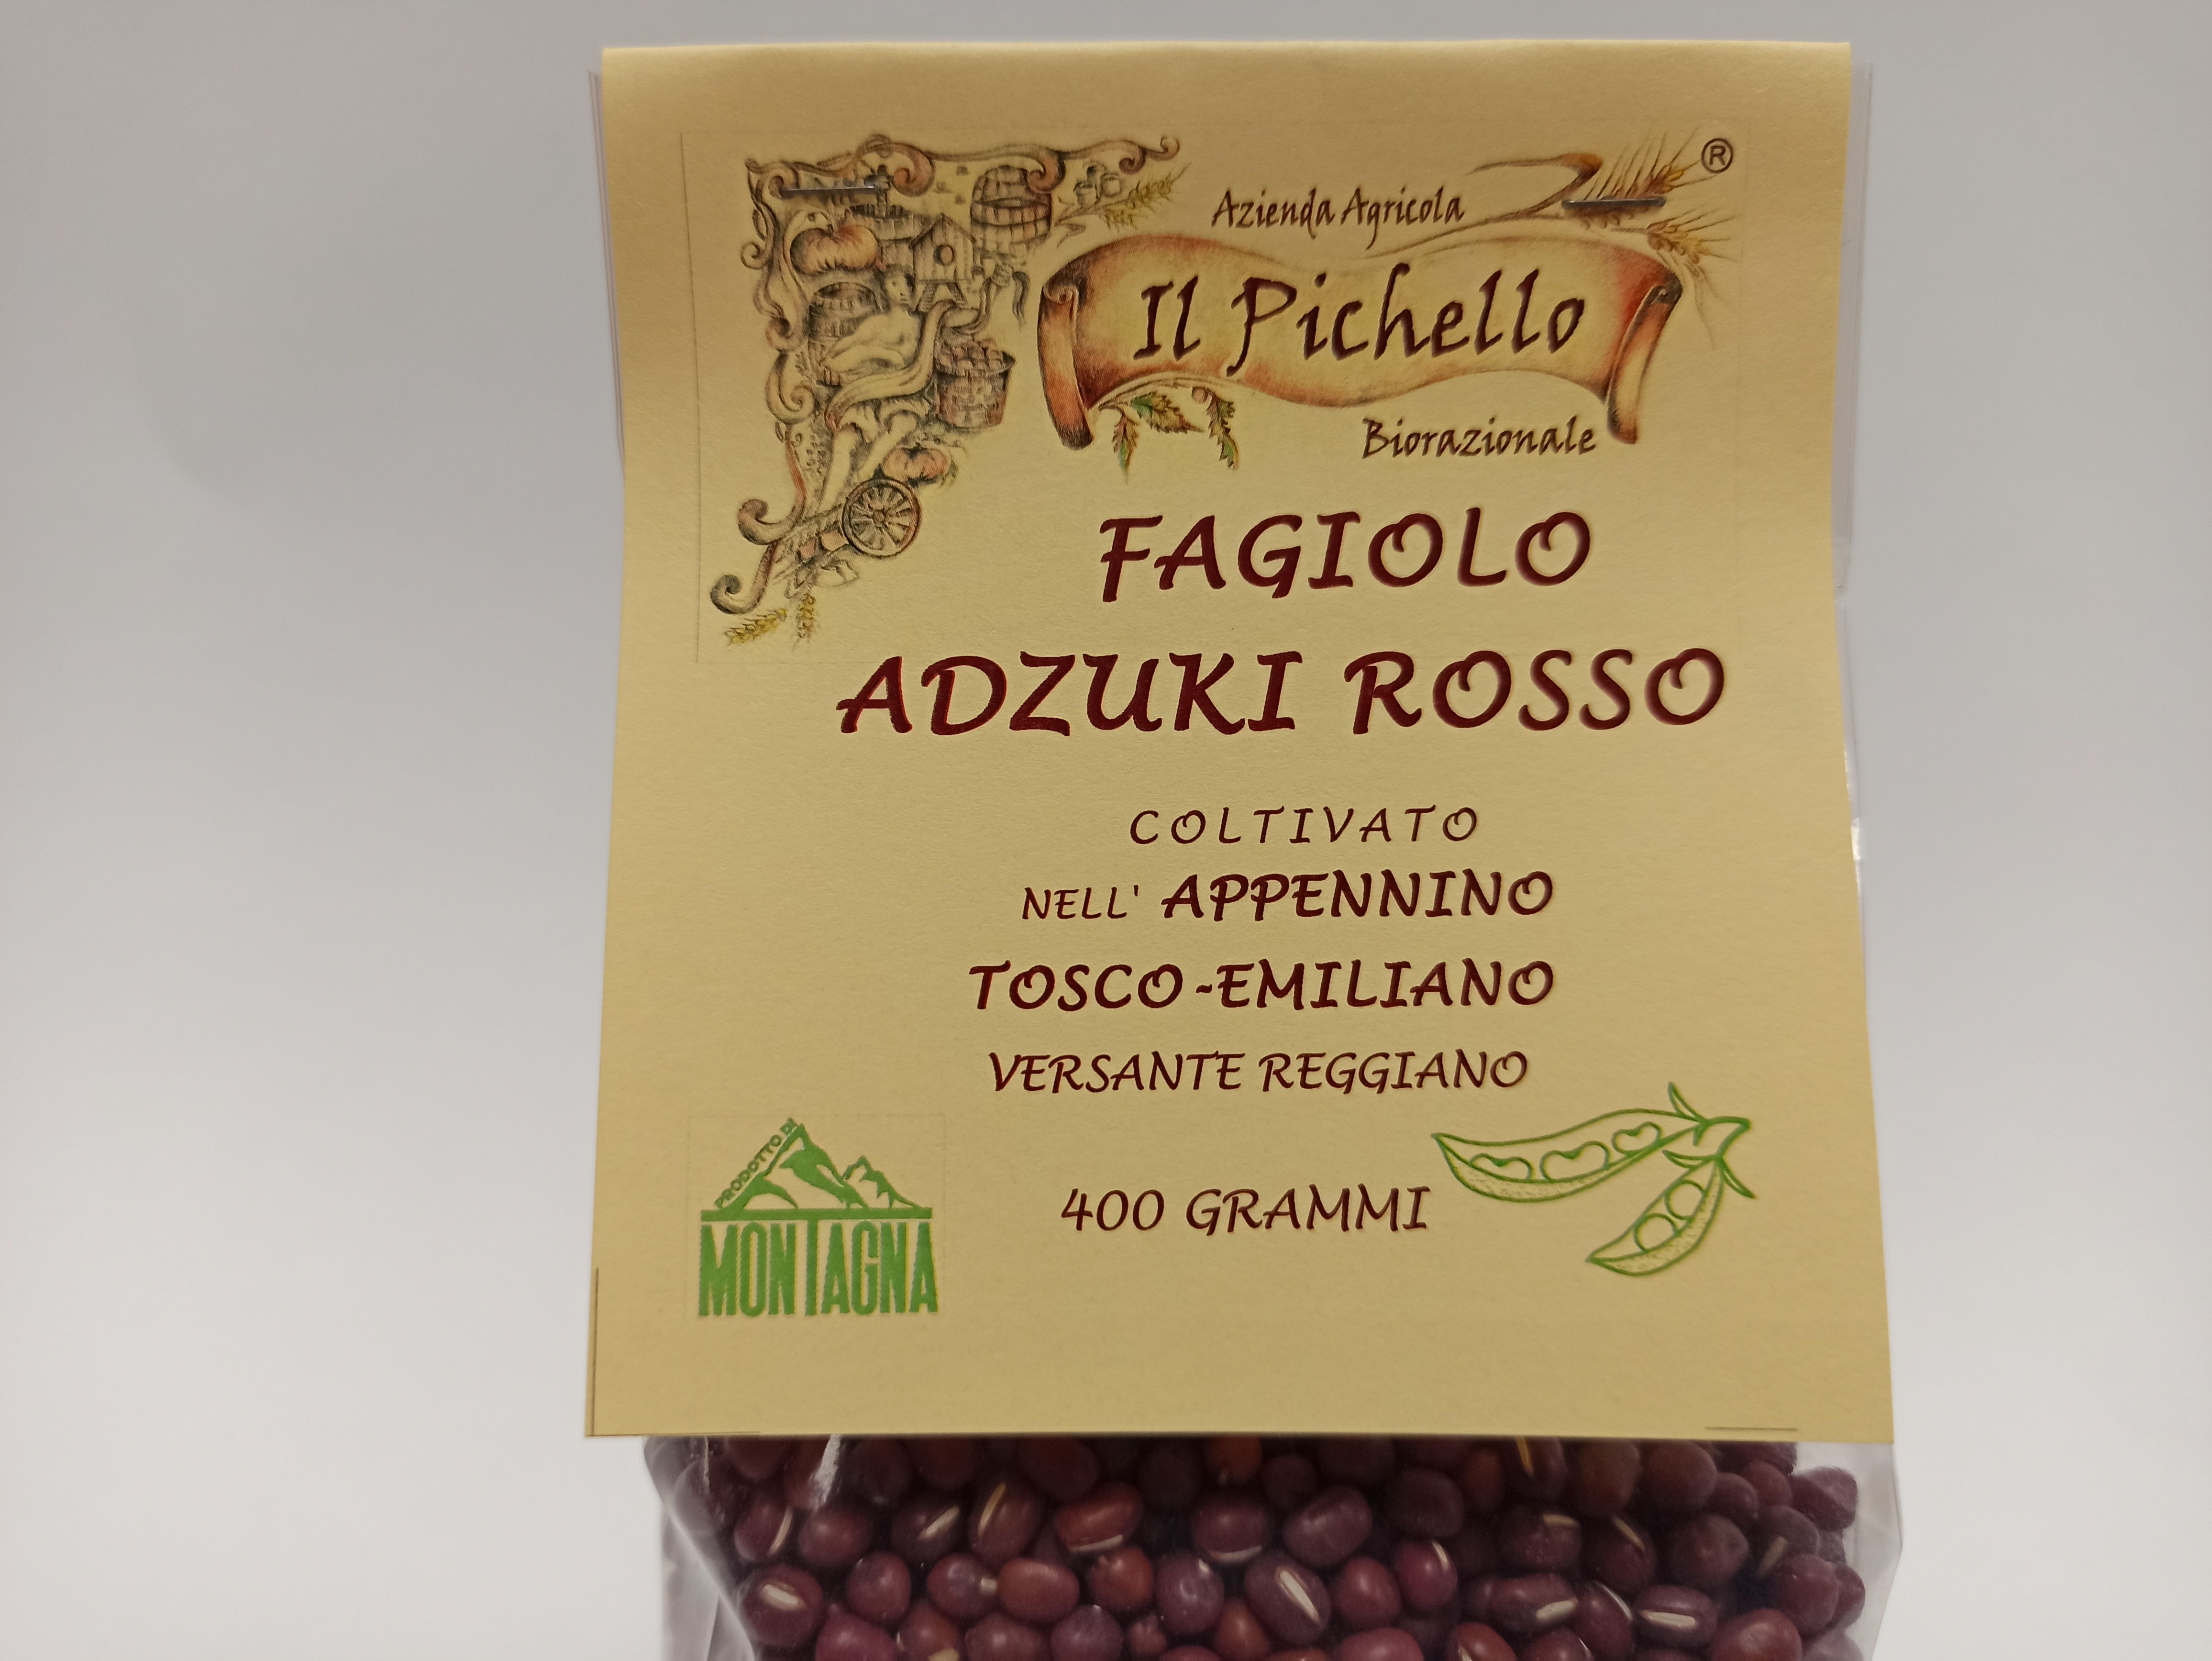 Azienda Agricola ®
Il Pichello
Biorazionale
FAGIOLO
ADZUKI ROSSO
COLTIVATO
NELL' APPENNINO
TOSCO-EMILIANO
VERSANTE REGGIANO
PRODOTTO DI
MONTAGNA
400 GRAMMI